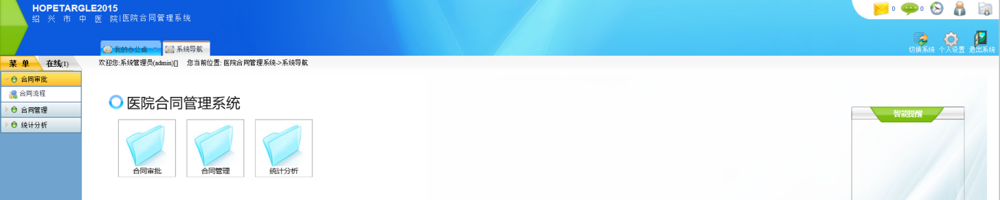 HOPETARGLE2015
绍 兴 市 中 医 院|医院合同管理系统
0
0
切换系统 个人设置 退出系统
我的办公桌
系统导航
菜 单
在线(1)
欢迎您:系统管理员(admin)[] 您当前位置: 医院合同管理系统->系统导航
合同审批
合同流程
合同管理
统计分析
医院合同管理系统
合同审批
合同管理
统计分析
智能提醒